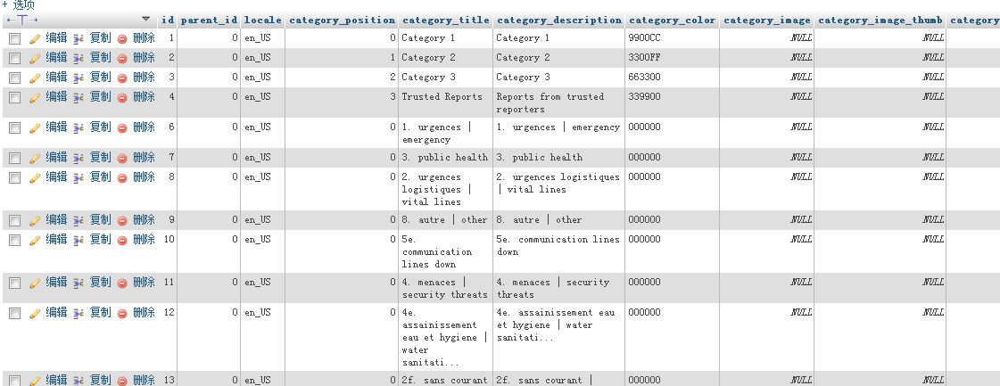 + 选项
←T→ id parent_id locale category_position category_title category_description category_color category_image category_image_thumb category
编辑 复制 删除 1 0 en_US 0 Category 1 Category 1 9900CC NULL NULL
编辑 复制 删除 2 0 en_US 1 Category 2 Category 2 3300FF NULL NULL
编辑 复制 删除 3 0 en_US 2 Category 3 Category 3 663300 NULL NULL
编辑 复制 删除 4 0 en_US 3 Trusted Reports Reports from trusted 339900 NULL NULL
reporters
编辑 复制 删除 6 0 en_US 0 1. urgences | 1. urgences | emergency 000000 NULL NULL
emergency
编辑 复制 删除 7 0 en_US 0 3. public health 3. public health 000000 NULL NULL
编辑 复制 删除 8 0 en_US 0 2. urgences 2. urgences logistiques 000000 NULL NULL
logistiques | | vital lines
vital lines
编辑 复制 删除 9 0 en_US 0 8. autre | other 8. autre | other 000000 NULL NULL
编辑 复制 删除 10 0 en_US 0 5e. 5e. communication lines 000000 NULL NULL
communication down
lines down
编辑 复制 删除 11 0 en_US 0 4. menaces | 4. menaces | security 000000 NULL NULL
security threats threats
编辑 复制 删除 12 0 en_US 0 4e. 4e. assainissement eau 000000 NULL NULL
assainissement et hygiene | water
eau et hygiene | sanitati...
water
sanitati...
编辑 复制 删除 13 0 en_US 0 2f. sans courant 2f. sans courant | 000000 NULL NULL